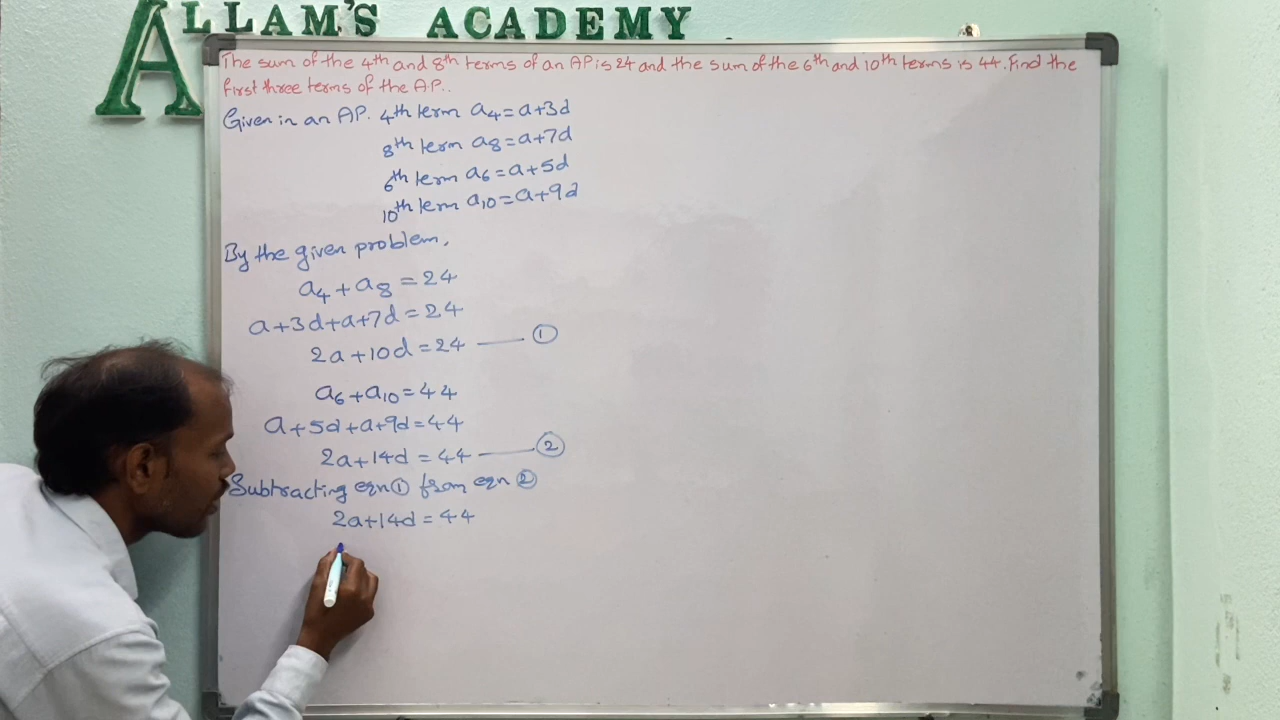 ALLAM'S ACADEMY
The sum of the 4th and 8th terms of an AP is 24 and the sum of the 6th and 10th terms is 44. Find the
first three terms of the A.P..
Given in an AP. 4th term a₄=a+3d
8th term a₈=a+7d
6th term a₆=a+5d
10th term a₁₀=a+9d
By the given problem,
a₄+a₈=24
a+3d+a+7d=24
2a+10d=24 —— ①
a₆+a₁₀=44
a+5d+a+9d=44
2a+14d=44 —— ②
Subtracting eqn① from eqn ②
2a+14d=44